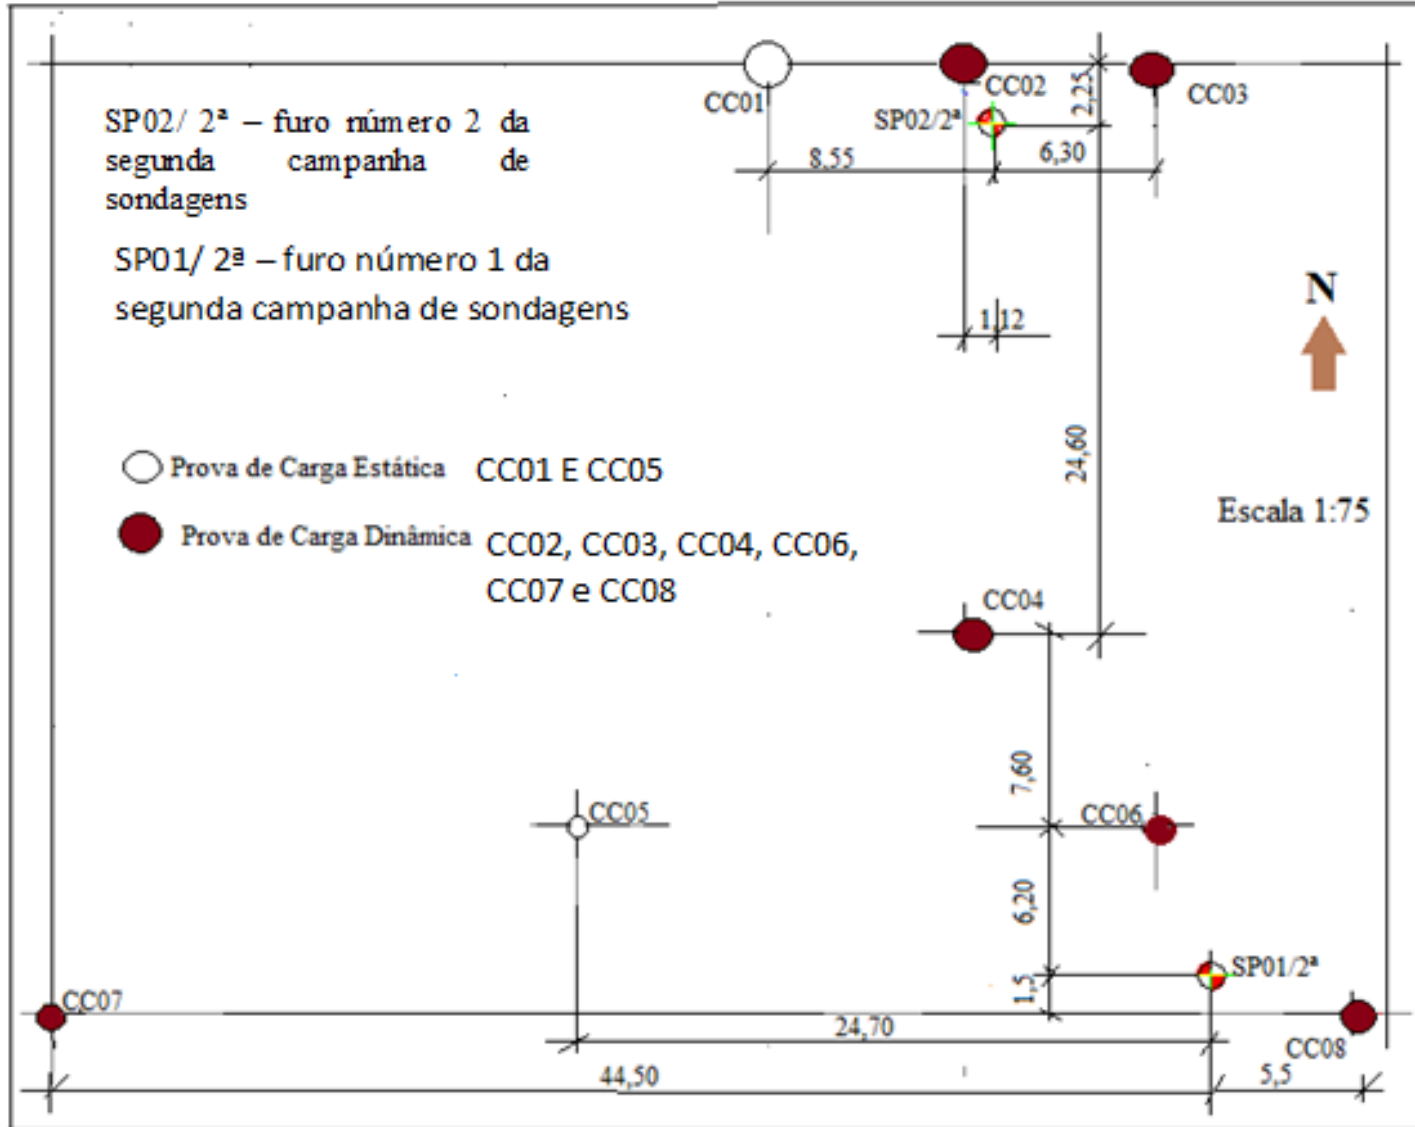 CC01
CC02
CC03
SP02/2ª
2,25
8,55
6,30
SP02/ 2ª – furo número 2 da
segunda campanha de
sondagens
SP01/ 2ª – furo número 1 da
segunda campanha de sondagens
N
1,12
24,60
Prova de Carga Estática CC01 E CC05
Escala 1:75
Prova de Carga Dinâmica CC02, CC03, CC04, CC06,
CC07 e CC08
CC04
7,60
CC05
CC06
6,20
SP01/2ª
1,5
CC07
24,70
CC08
44,50
5,5